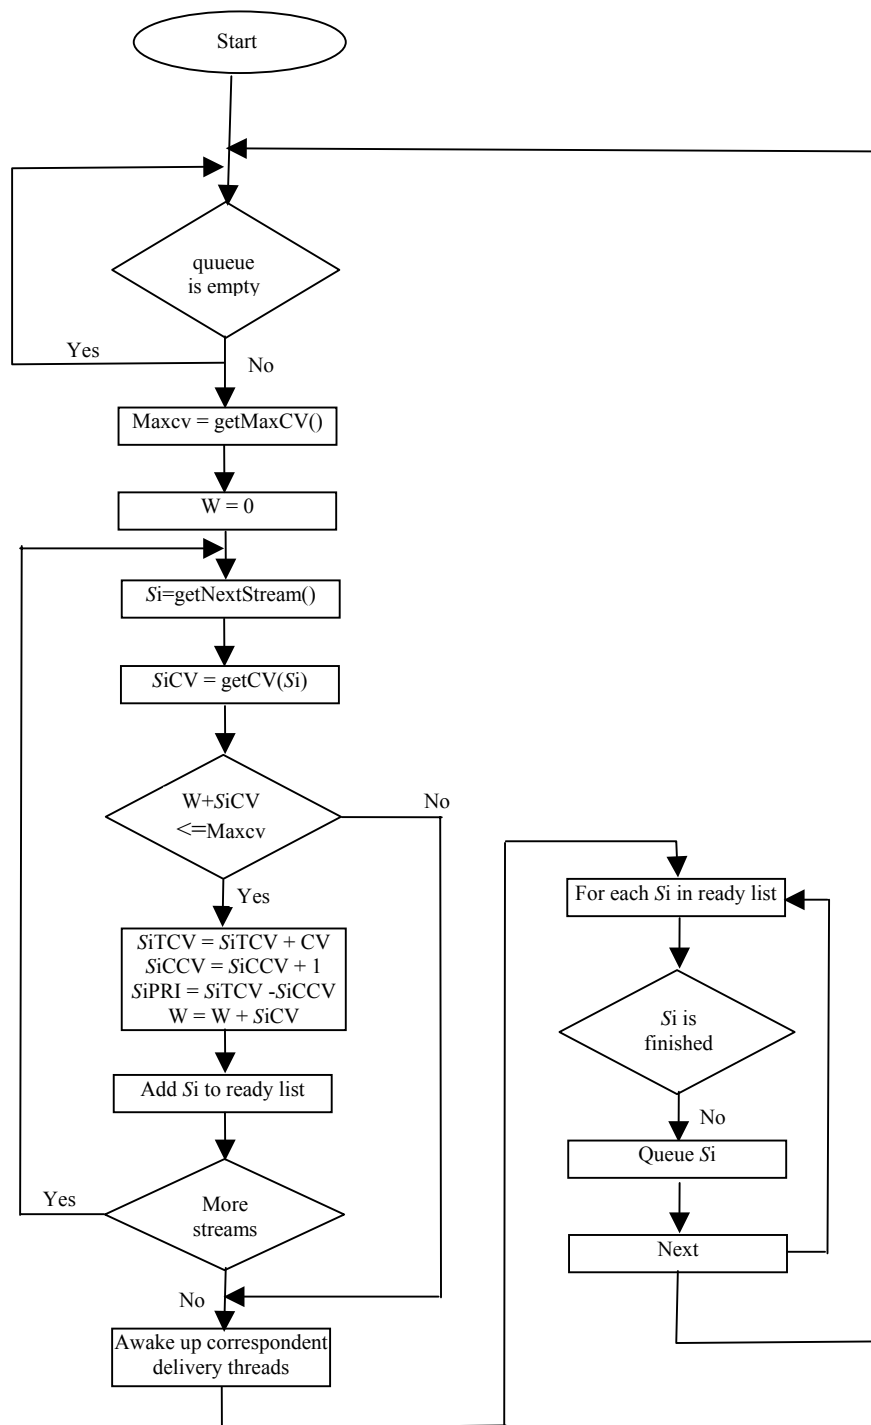 Start
quueue
is empty
Yes
No
Maxcv = getMaxCV()
W = 0
Si=getNextStream()
SiCV = getCV(Si)
W+SiCV
<=Maxcv
No
Yes
SiTCV = SiTCV + CV
SiCCV = SiCCV + 1
SiPRI = SiTCV -SiCCV
W = W + SiCV
Add Si to ready list
More
streams
Yes
No
Awake up correspondent
delivery threads
For each Si in ready list
Si is
finished
No
Queue Si
Next